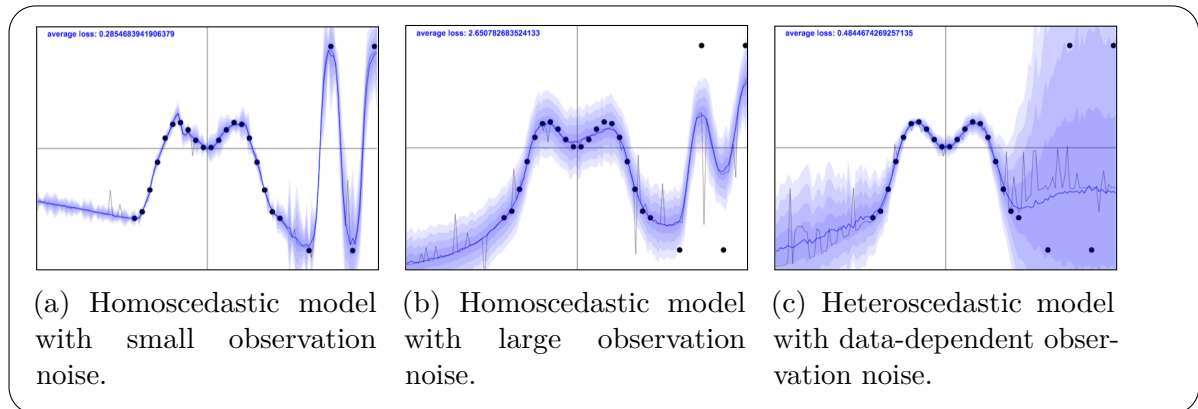 average loss: 0.2854683941906379
average loss: 2.650782683524133
average loss: 0.4844674269257135
(a) Homoscedastic model
with small observation
noise.
(b) Homoscedastic model
with large observation
noise.
(c) Heteroscedastic model
with data-dependent obser-
vation noise.